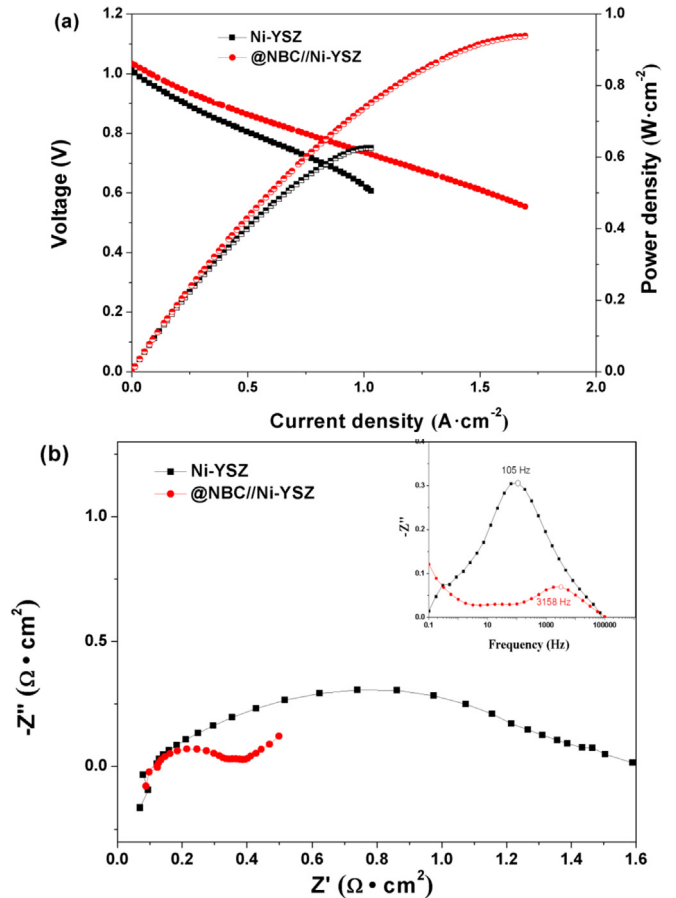 (a)
Ni-YSZ
@NBC//Ni-YSZ
1.2
1.0
0.8
0.6
0.4
0.2
0.0
Voltage (V)
1.0
0.8
0.6
0.4
0.2
0.0
Power density (W·cm⁻²)
0.0
0.5
1.0
1.5
2.0
Current density (A·cm⁻²)
(b)
Ni-YSZ
@NBC//Ni-YSZ
1.0
0.5
0.0
-Z'' (Ω • cm²)
0.4
0.3
0.2
0.1
0.0
-Z''
105 Hz
3158 Hz
0.1
10
1000
100000
Frequency (Hz)
0.0
0.2
0.4
0.6
0.8
1.0
1.2
1.4
1.6
Z' (Ω • cm²)